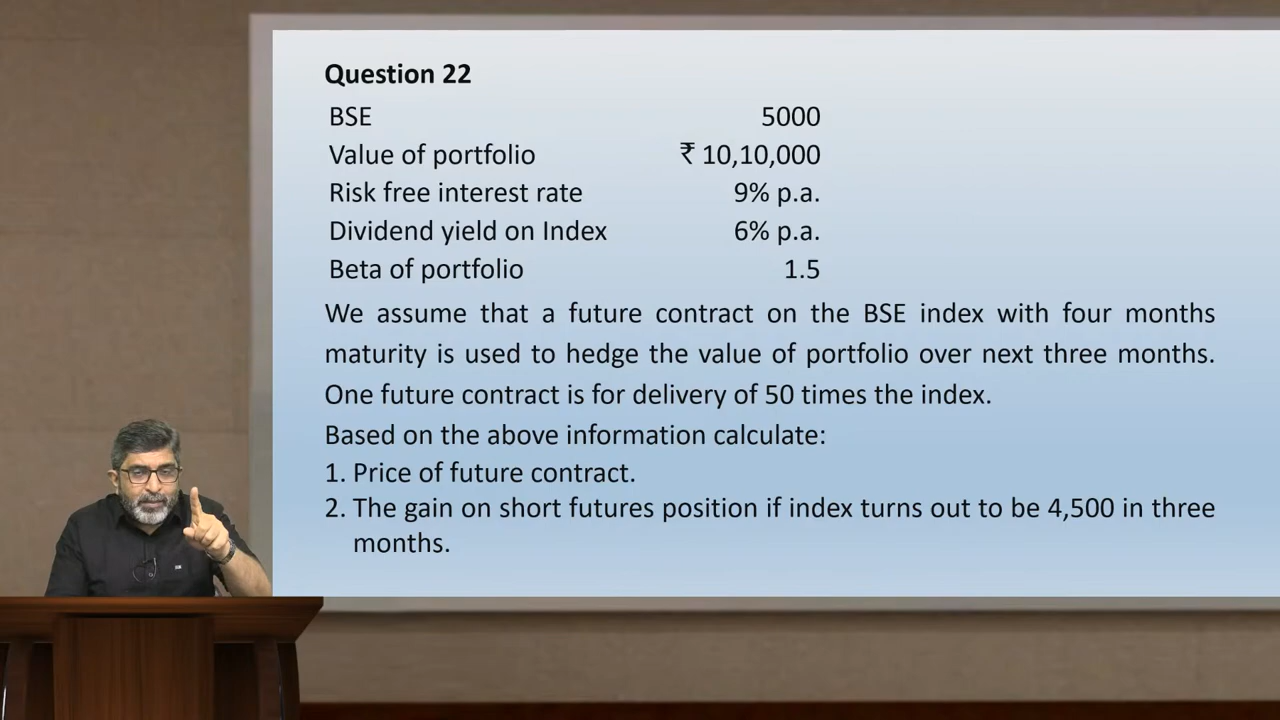 Question 22
BSE 5000
Value of portfolio ₹ 10,10,000
Risk free interest rate 9% p.a.
Dividend yield on Index 6% p.a.
Beta of portfolio 1.5
We assume that a future contract on the BSE index with four months
maturity is used to hedge the value of portfolio over next three months.
One future contract is for delivery of 50 times the index.
Based on the above information calculate:
1. Price of future contract.
2. The gain on short futures position if index turns out to be 4,500 in three
months.